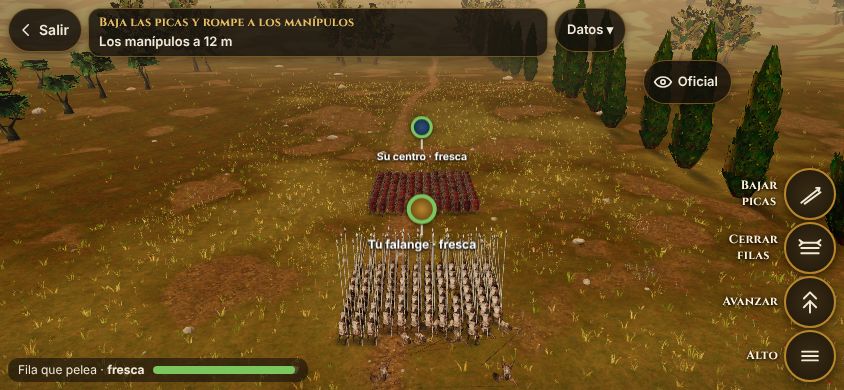 Salir
Baja las picas y rompe a los manípulos
Los manípulos a 12 m
Datos ▾
Oficial
Su centro · fresca
Tu falange · fresca
Bajar
picas
Cerrar
filas
Avanzar
Alto
Fila que pelea · fresca